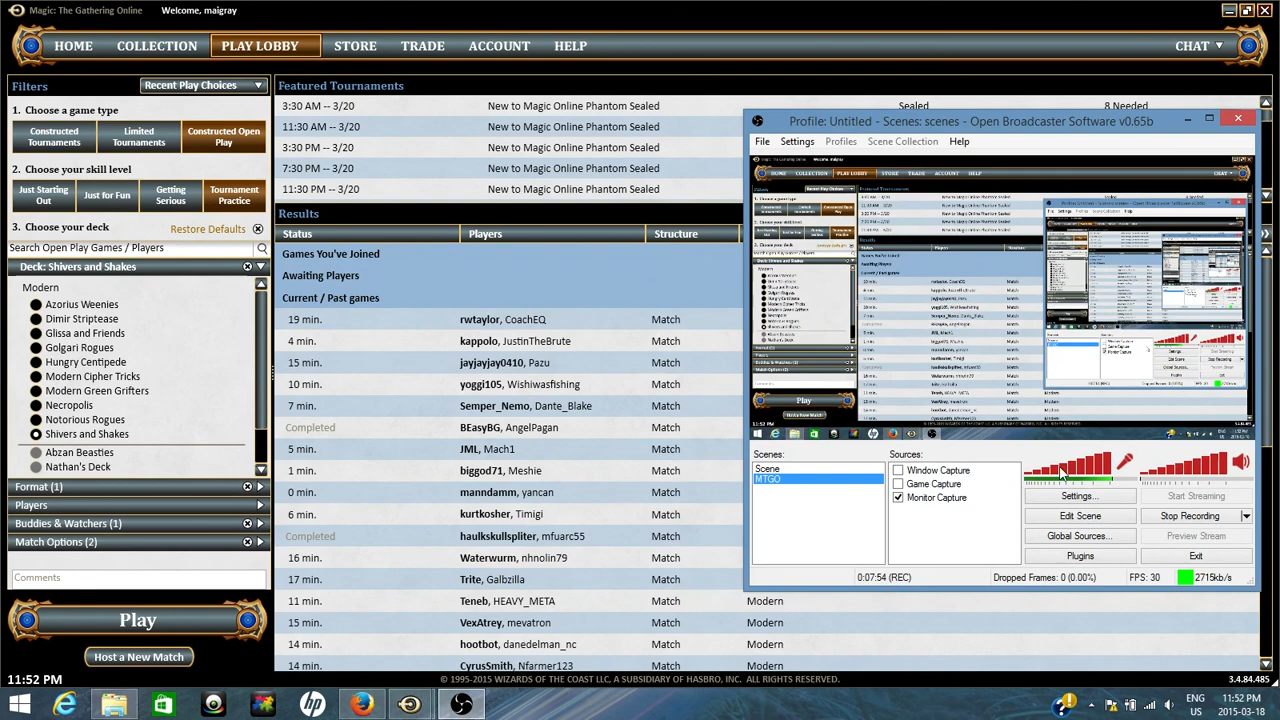 Magic: The Gathering Online Welcome, maigray
HOME COLLECTION PLAY LOBBY STORE TRADE ACCOUNT HELP CHAT
Filters
Recent Play Choices
1. Choose a game type
Constructed Tournaments
Limited Tournaments
Constructed Open Play
2. Choose your skill level
Just Starting Out
Just for Fun
Getting Serious
Tournament Practice
3. Choose your deck
Restore Defaults
Search Open Play Games / Players
Deck: Shivers and Shakes
Modern
Azorius Weenies
Glissa and Friends
Golgari Rogues
Hungry Centipede
Modern Cipher Tricks
Modern Green Grifters
Necropolis
Notorious Rogues
Shivers and Shakes
Abzan Beasties
Nathan's Deck
Format (1)
Players
Buddies & Watchers (1)
Match Options (2)
Comments
Play
Host a New Match
11:52 PM
Featured Tournaments
3:30 AM -- 3/20 New to Magic Online Phantom Sealed Sealed 8 Needed
11:30 AM -- 3/20 New to Magic Online Phantom Sealed
3:30 PM -- 3/20 New to Magic Online Phantom Sealed
7:30 PM -- 3/20 New to Magic Online Phantom Sealed
11:30 PM -- 3/20 New to Magic Online Phantom Sealed
Results
Status Players Structure
Games You've Joined
Awaiting Players
Current / Past games
19 min. rwtaylor, CoachEQ Match
4 min. kappolo, JustinTheBrute Match
5 min. jayjayjay0410, azulu Match
10 min. yoggi105, Wishiwasfishing Match
7 min. Semper_Nemo, Dante_Blake Match
Completed BEasyBG, AngelPagan Match
5 min. JML, Mach1 Match
1 min. biggod71, Meshie Match
0 min. manndamm, yancan Match
6 min. kurtkosher, Timigi Match
Completed haulkskullspliter, mfuarc55 Match
16 min. Waterwurm, nhnolin79 Match
17 min. Trite, Galbzilla Match
11 min. Teneb, HEAVY_META Match Modern
15 min. VexAtrey, mevatron Match Modern
14 min. hootbot, danedelman_nc Match Modern
14 min. CyrusSmith, Nfarmer123 Match Modern
© 1995-2015 WIZARDS OF THE COAST LLC, A SUBSIDIARY OF HASBRO, INC. ALL RIGHTS RESERVED.
3.4.84.485
Profile: Untitled - Scenes: scenes - Open Broadcaster Software v0.65b
File Settings Profiles Scene Collection Help
Scenes:
Scene
MTGO
Sources:
Window Capture
Game Capture
Monitor Capture
Settings... Start Streaming
Edit Scene Stop Recording
Global Sources... Preview Stream
Plugins Exit
0:07:54 (REC) Dropped Frames: 0 (0.00%) FPS: 30 2715kb/s
ENG
US
11:52 PM
2015-03-18